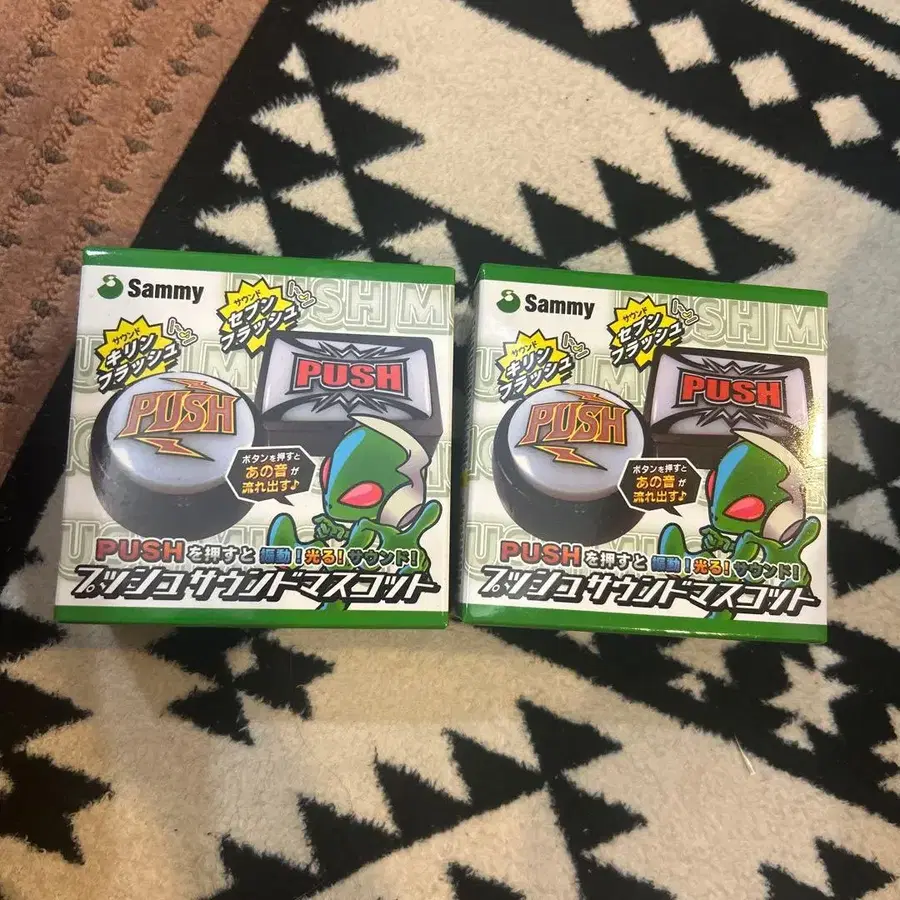 Sammy
サウンド
セブン
フラッシュ
サウンド
キリン
フラッシュ
PUSH
PUSH
ボタンを押すと
あの音が
流れ出す♪
PUSHを押すと振動!光る!サウンド!
プッシュサウンドマスコット
Sammy
サウンド
セブン
フラッシュ
サウンド
キリン
フラッシュ
PUSH
PUSH
ボタンを押すと
あの音が
流れ出す♪
PUSHを押すと振動!光る!サウンド!
プッシュサウンドマスコット